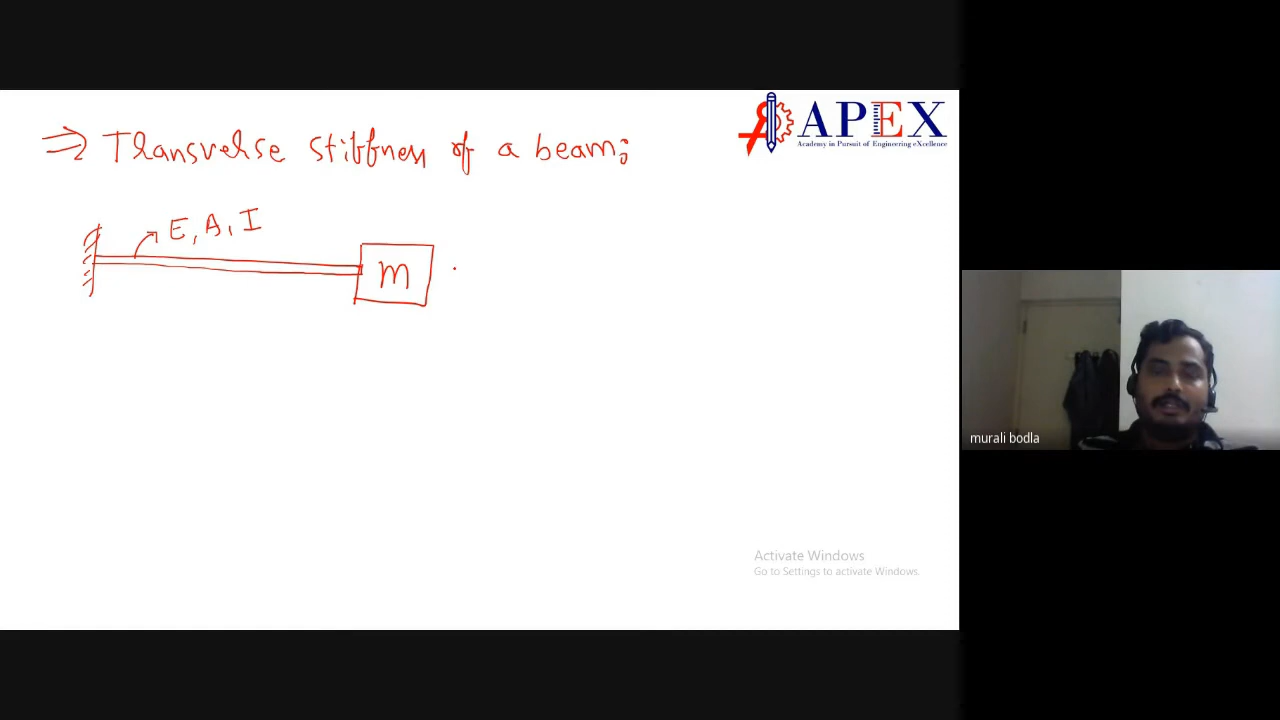 APEX
Academy in Pursuit of Engineering eXcellence
⇒ Transverse stiffness of a beam:
E, A, I
m
murali bodla
Activate Windows
Go to Settings to activate Windows.